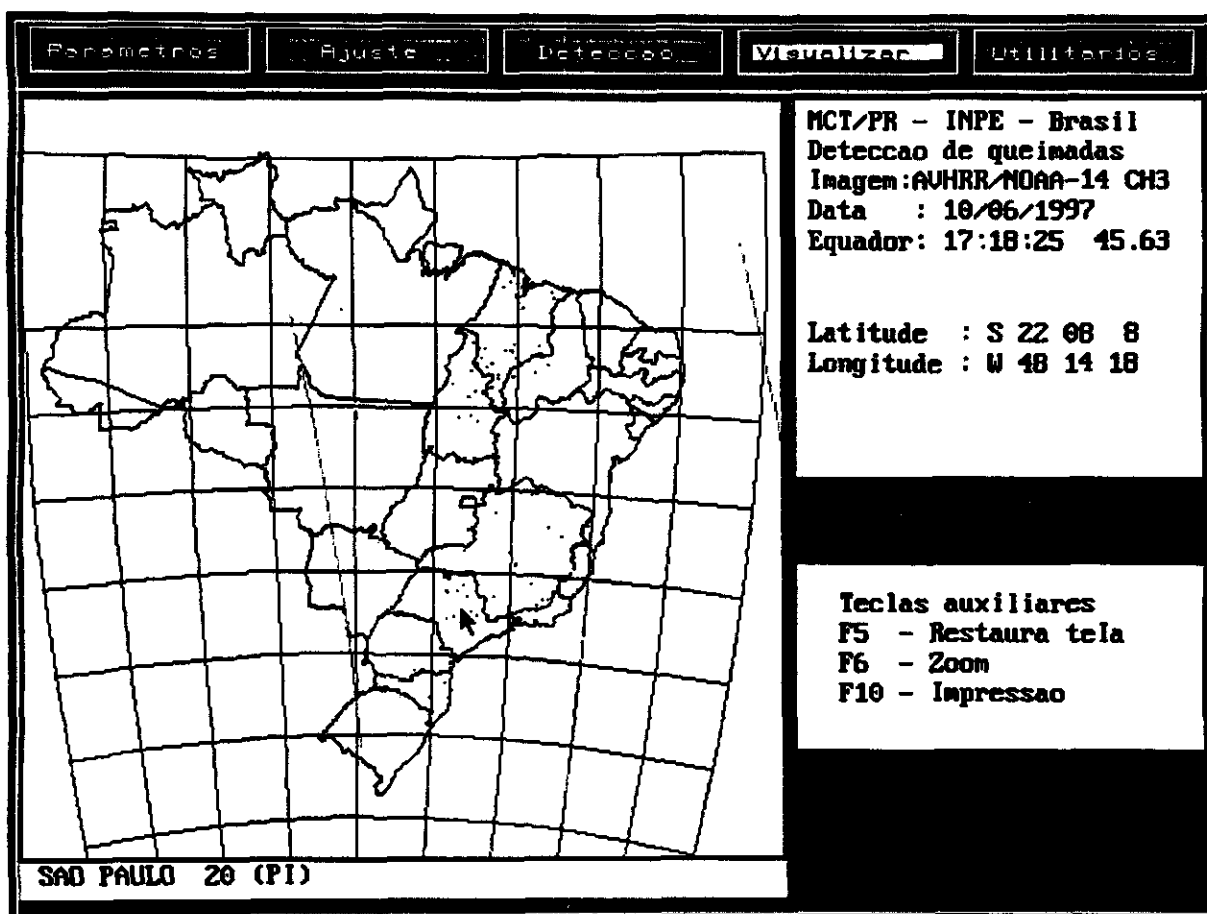 Parametros
Ajuste
Deteccao
Visualizar
Utilitarios
MCT/PR - INPE - Brasil
Deteccao de queimadas
Imagem:AVHRR/NOAA-14 CH3
Data : 10/06/1997
Equador: 17:18:25 45.63
Latitude : S 22 08 8
Longitude : W 48 14 18
Teclas auxiliares
F5 - Restaura tela
F6 - Zoom
F10 - Impressao
SAO PAULO 20 (PI)